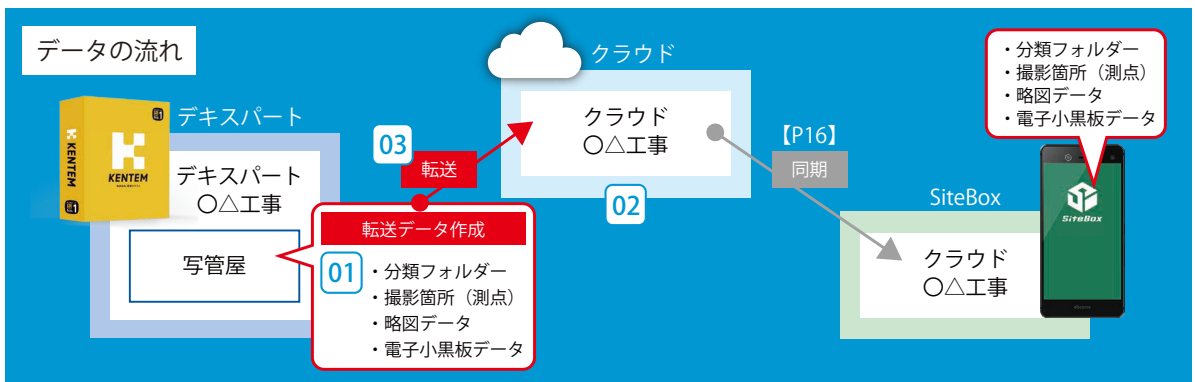 データの流れ
デキスパート
KENTEM
KENTEM
デキスパート
〇△工事
写管屋
03
転送
転送データ作成
01
・分類フォルダー
・撮影箇所（測点）
・略図データ
・電子小黒板データ
クラウド
クラウド
〇△工事
02
【P16】
同期
SiteBox
クラウド
〇△工事
・分類フォルダー
・撮影箇所（測点）
・略図データ
・電子小黒板データ
SiteBox